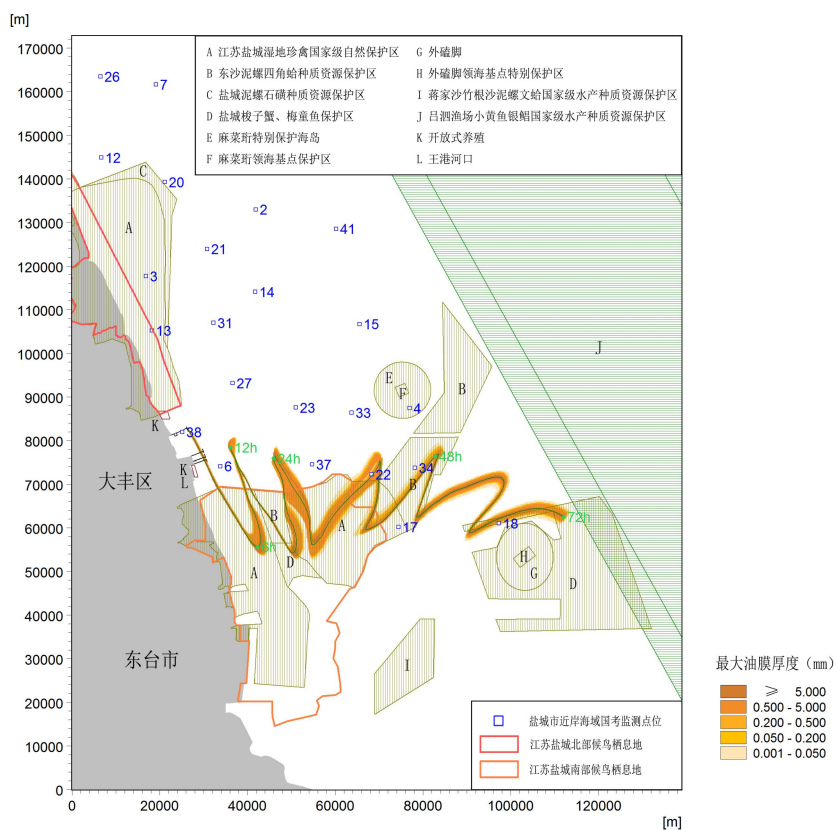 [m]
170000
160000
150000
140000
130000
120000
110000
100000
90000
80000
70000
60000
50000
40000
30000
20000
10000
0
A 江苏盐城湿地珍禽国家级自然保护区
B 东沙泥螺四角蛤种质资源保护区
C 盐城泥螺石磺种质资源保护区
D 盐城梭子蟹、梅童鱼保护区
E 麻菜珩特别保护海岛
F 麻菜珩领海基点保护区
G 外磕脚
H 外磕脚领海基点特别保护区
I 蒋家沙竹根沙泥螺文蛤国家级水产种质资源保护区
J 吕泗渔场小黄鱼银鲳国家级水产种质资源保护区
K 开放式养殖
L 王港河口
26
7
12
C
20
2
A
41
21
3
14
13
31
15
J
27
E
F
B
23
33
4
K
38
12h
24h
48h
6
37
22
34
K
L
大丰区
B
B
A
17
18
72h
6h
D
H
G
A
D
东台市
I
盐城市近岸海域国考监测点位
江苏盐城北部候鸟栖息地
江苏盐城南部候鸟栖息地
0
20000
40000
60000
80000
100000
120000
[m]
最大油膜厚度（mm）
≥ 5.000
0.500 - 5.000
0.200 - 0.500
0.050 - 0.200
0.001 - 0.050